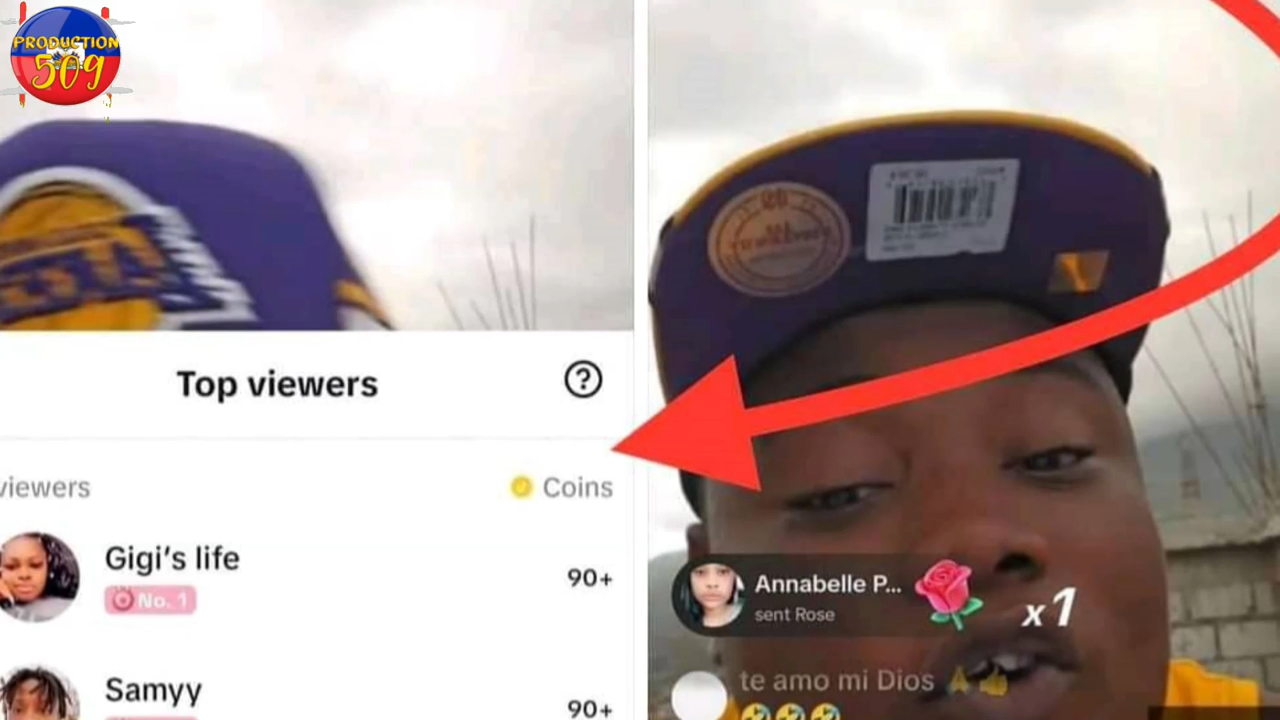 PRODUCTION
509
Top viewers
?
viewers
Coins
Gigi's life
No. 1
90+
Samyy
90+
Annabelle P...
sent Rose
x1
te amo mi Dios 🙏👍
🤣🤣🤣